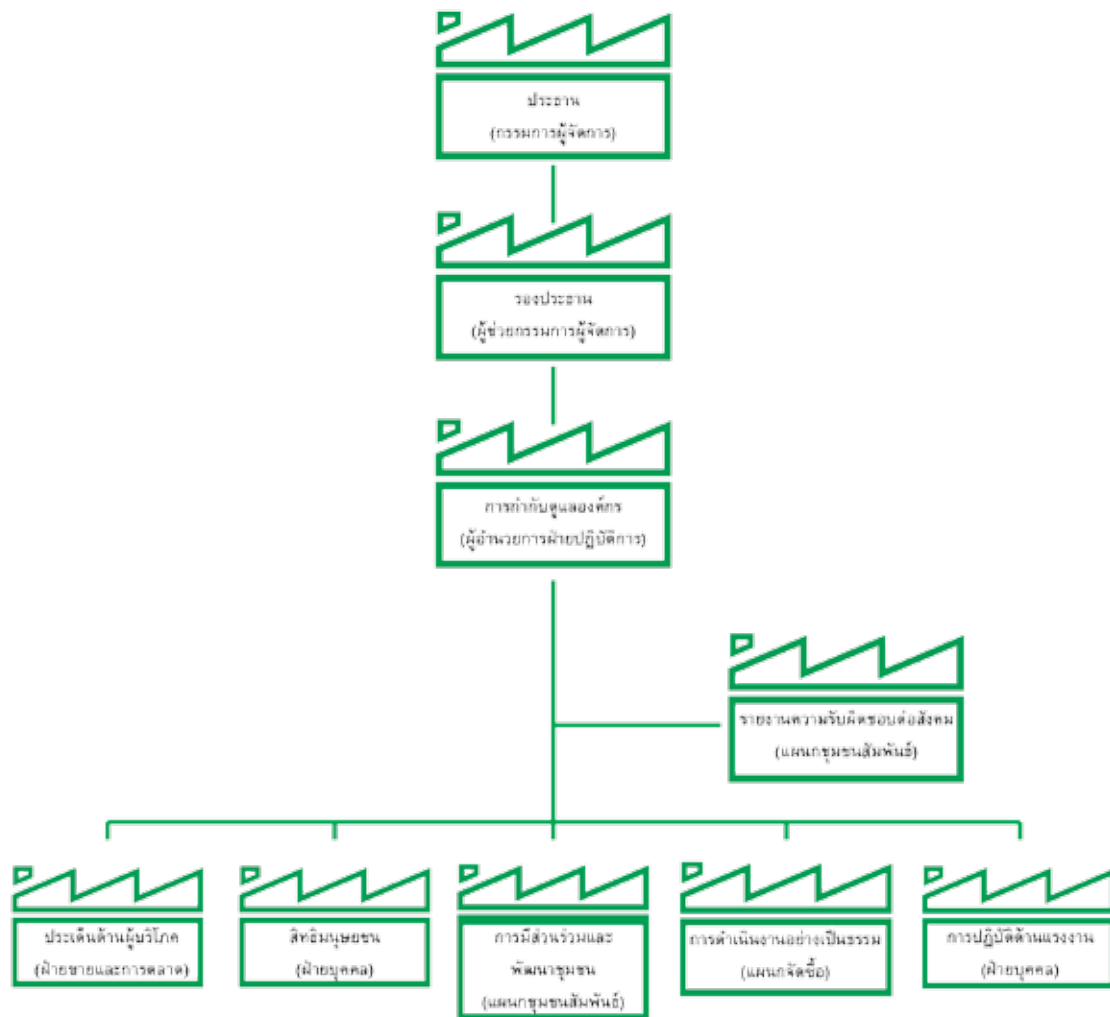 ประธาน
(กรรมการผู้จัดการ)
รองประธาน
(ผู้ช่วยกรรมการผู้จัดการ)
การกำกับดูแลองค์กร
(ผู้อำนวยการฝ่ายปฏิบัติการ)
รายงานความรับผิดชอบต่อสังคม
(แผนกชุมชนสัมพันธ์)
ประเด็นด้านผู้บริโภค
(ฝ่ายขายและการตลาด)
สิทธิมนุษยชน
(ฝ่ายบุคคล)
การมีส่วนร่วมและ
พัฒนาชุมชน
(แผนกชุมชนสัมพันธ์)
การดำเนินงานอย่างเป็นธรรม
(แผนกจัดซื้อ)
การปฏิบัติด้านแรงงาน
(ฝ่ายบุคคล)